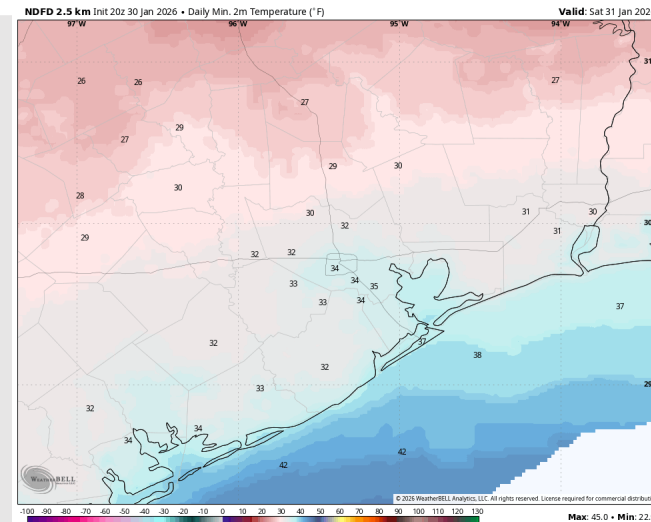 NDFD 2.5 km Init 20z 30 Jan 2026 • Daily Min. 2m Temperature (°F)
Valid: Sat 31 Jan 202
97°W 96°W 95°W 94°W
31
26 26 27
27
29
27
29 30
28 30
30 31 30
32 30
29 31
32 32
34
33 34 35
33 34
37
37
32
38
32
33 29
32
34
34
42
42
WEATHERBELL
© 2026 WeatherBELL Analytics, LLC. All rights reserved. License required for commercial distributi
-100 -90 -80 -70 -60 -50 -40 -30 -20 -10 0 10 20 30 40 50 60 70 80 90 100 110 120 130
Max: 45.0 • Min: 22.